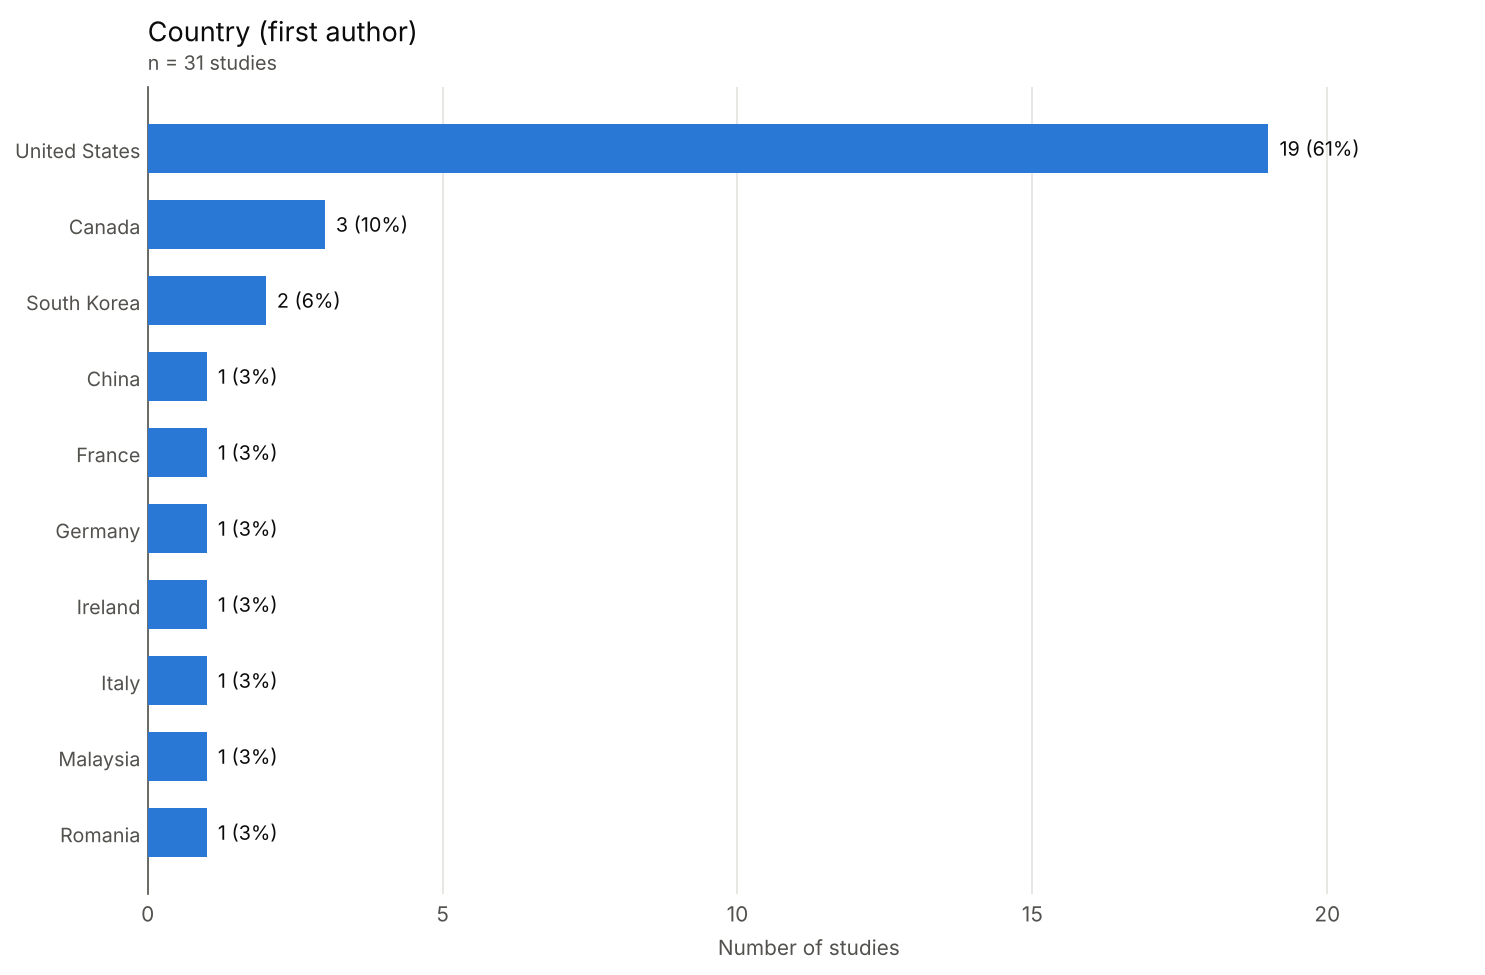 Country (first author)
n = 31 studies
United States 19 (61%)
Canada 3 (10%)
South Korea 2 (6%)
China 1 (3%)
France 1 (3%)
Germany 1 (3%)
Ireland 1 (3%)
Italy 1 (3%)
Malaysia 1 (3%)
Romania 1 (3%)
0 5 10 15 20
Number of studies